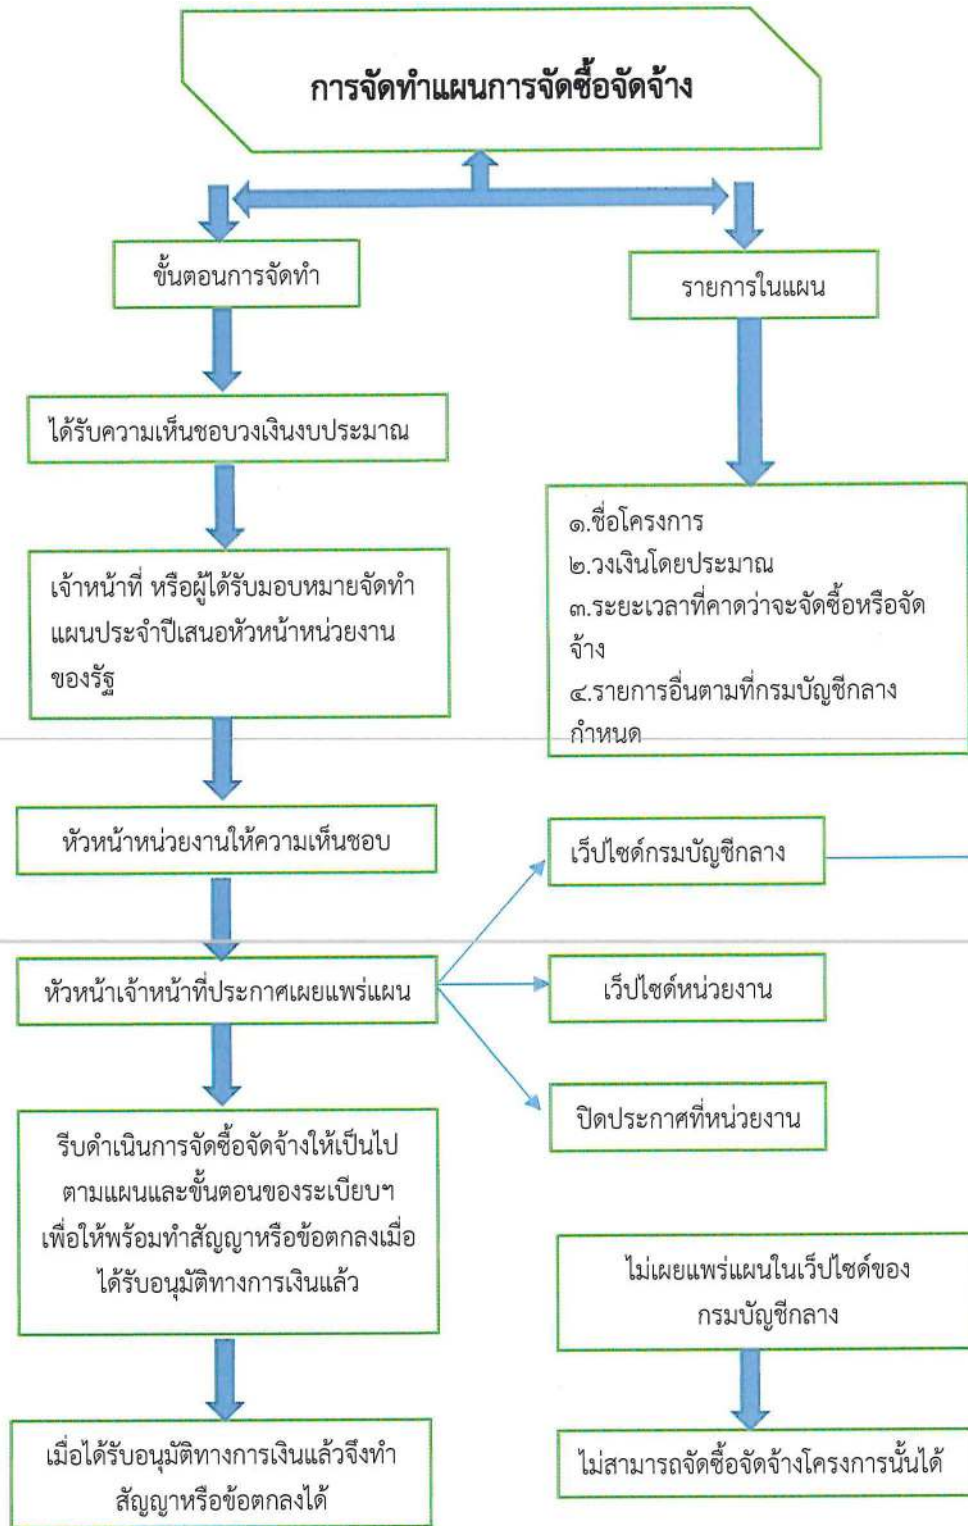 การจัดทำแผนการจัดซื้อจัดจ้าง
ขั้นตอนการจัดทำ
รายการในแผน
ได้รับความเห็นชอบวงเงินงบประมาณ
เจ้าหน้าที่ หรือผู้ได้รับมอบหมายจัดทำ
แผนประจำปีเสนอหัวหน้าหน่วยงาน
ของรัฐ
๑.ชื่อโครงการ
๒.วงเงินโดยประมาณ
๓.ระยะเวลาที่คาดว่าจะจัดซื้อหรือจัด
จ้าง
๔.รายการอื่นตามที่กรมบัญชีกลาง
กำหนด
หัวหน้าหน่วยงานให้ความเห็นชอบ
เว็ปไซด์กรมบัญชีกลาง
หัวหน้าเจ้าหน้าที่ประกาศเผยแพร่แผน
เว็ปไซด์หน่วยงาน
ปิดประกาศที่หน่วยงาน
รีบดำเนินการจัดซื้อจัดจ้างให้เป็นไป
ตามแผนและขั้นตอนของระเบียบฯ
เพื่อให้พร้อมทำสัญญาหรือข้อตกลงเมื่อ
ได้รับอนุมัติทางการเงินแล้ว
ไม่เผยแพร่แผนในเว็ปไซด์ของ
กรมบัญชีกลาง
เมื่อได้รับอนุมัติทางการเงินแล้วจึงทำ
สัญญาหรือข้อตกลงได้
ไม่สามารถจัดซื้อจัดจ้างโครงการนั้นได้